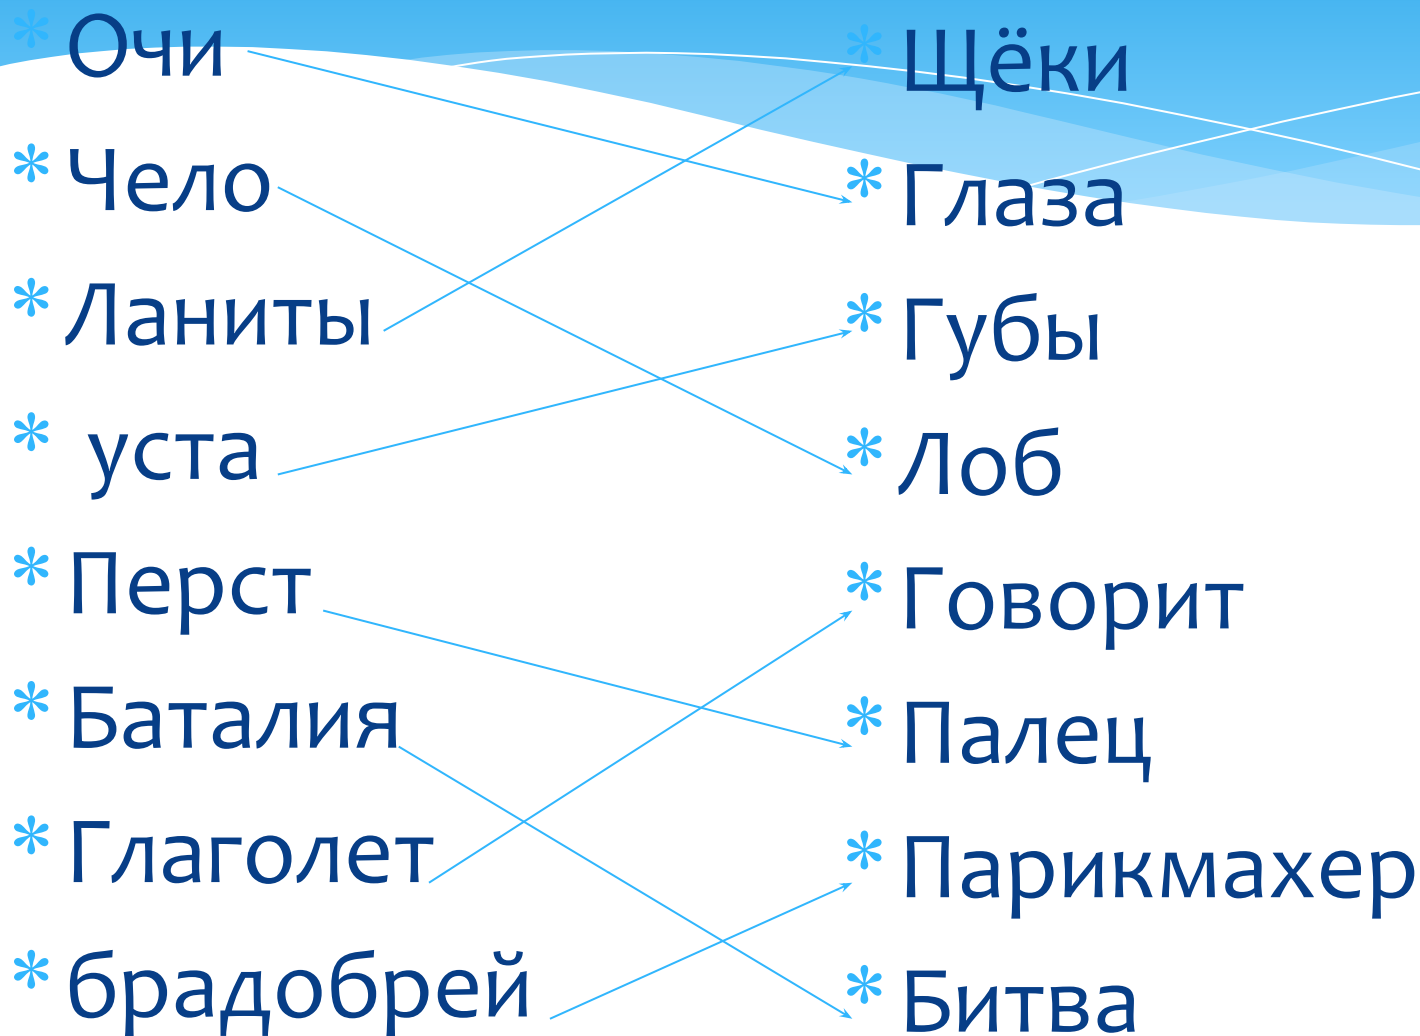 * Очи
* Чело
* Ланиты
* уста
* Перст
* Баталия
* Глаголет
* брадобрей
* Щёки
* Глаза
* Губы
* Лоб
* Говорит
* Палец
* Парикмахер
* Битва